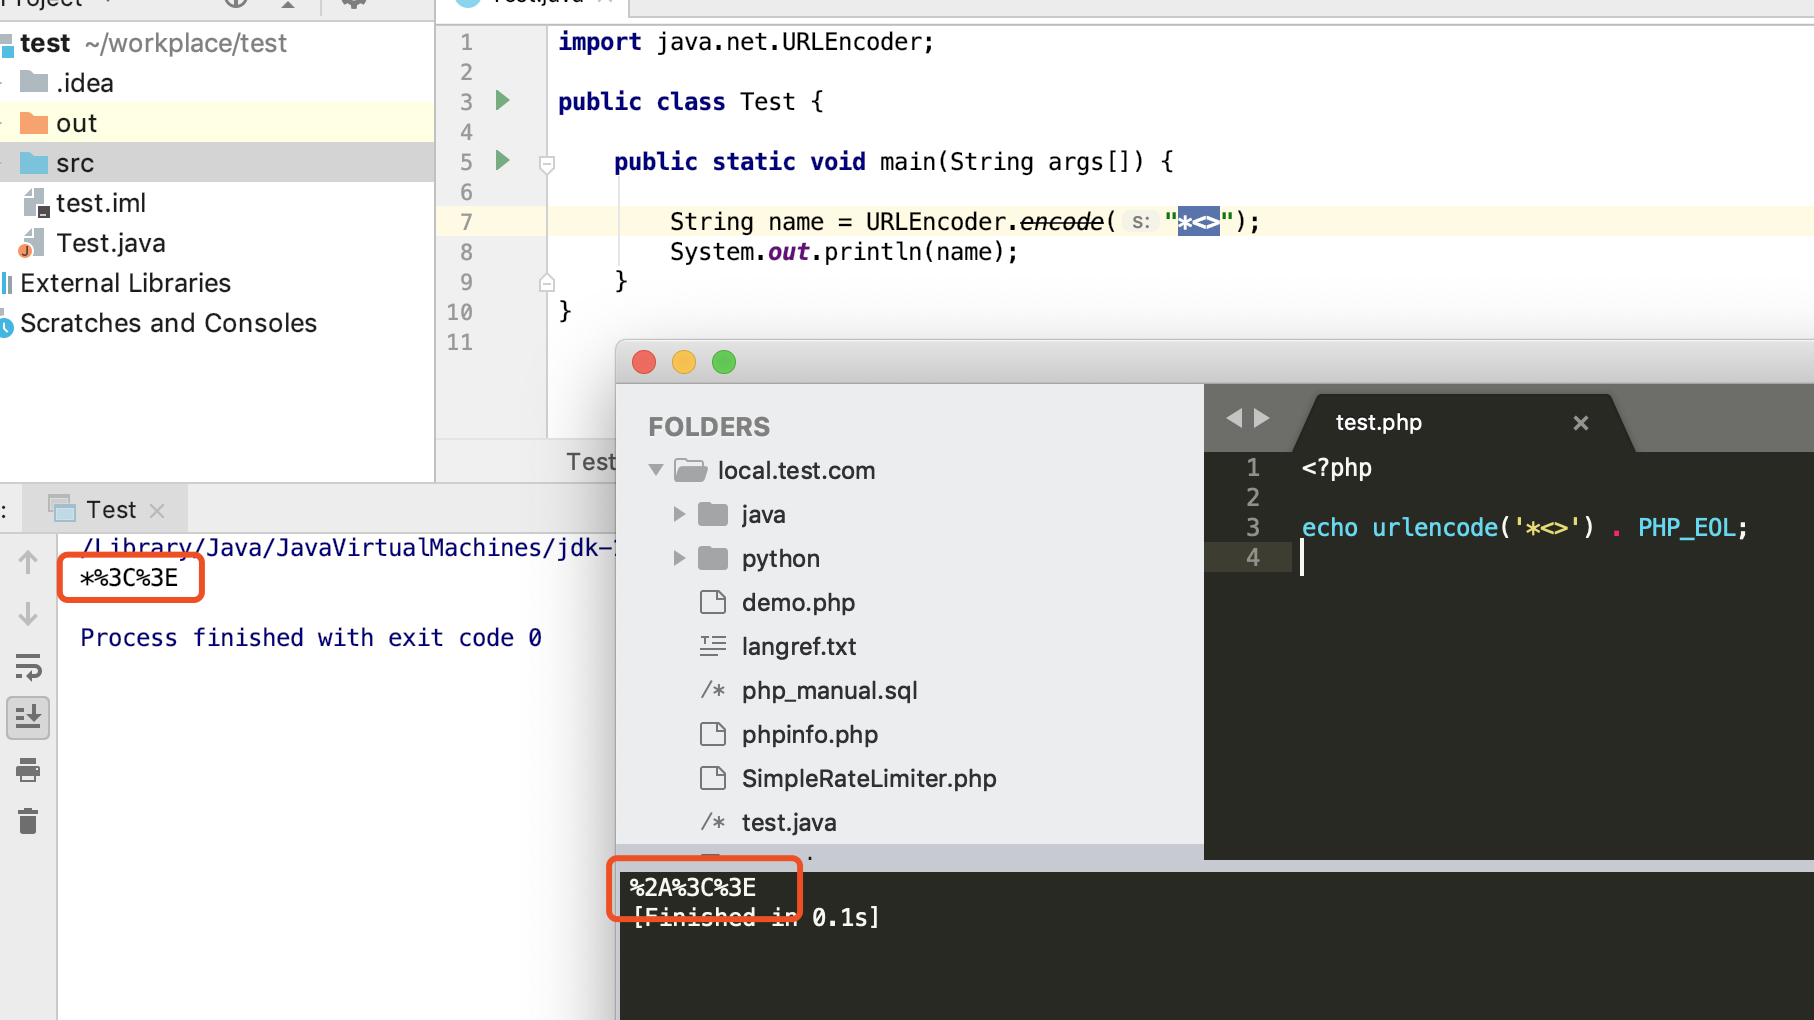 Project
Test.java
test ~/workplace/test
.idea
out
src
test.iml
Test.java
External Libraries
Scratches and Consoles
1 import java.net.URLEncoder;
2
3 public class Test {
4
5 public static void main(String args[]) {
6
7 String name = URLEncoder.encode( s: "*<>");
8 System.out.println(name);
9 }
10 }
11
Test
: Test
/Library/Java/JavaVirtualMachines/jdk-
*%3C%3E
Process finished with exit code 0
FOLDERS
local.test.com
java
python
demo.php
langref.txt
/* php_manual.sql
phpinfo.php
SimpleRateLimiter.php
/* test.java
test.php
1 <?php
2
3 echo urlencode('*<>') . PHP_EOL;
4
%2A%3C%3E
[Finished in 0.1s]